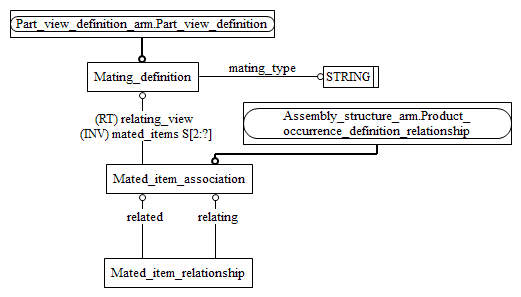 Part_view_definition_arm.Part_view_definition
Mating_definition
mating_type
STRING
(RT) relating_view
(INV) mated_items S[2:?]
Assembly_structure_arm.Product_
occurrence_definition_relationship
Mated_item_association
related
relating
Mated_item_relationship